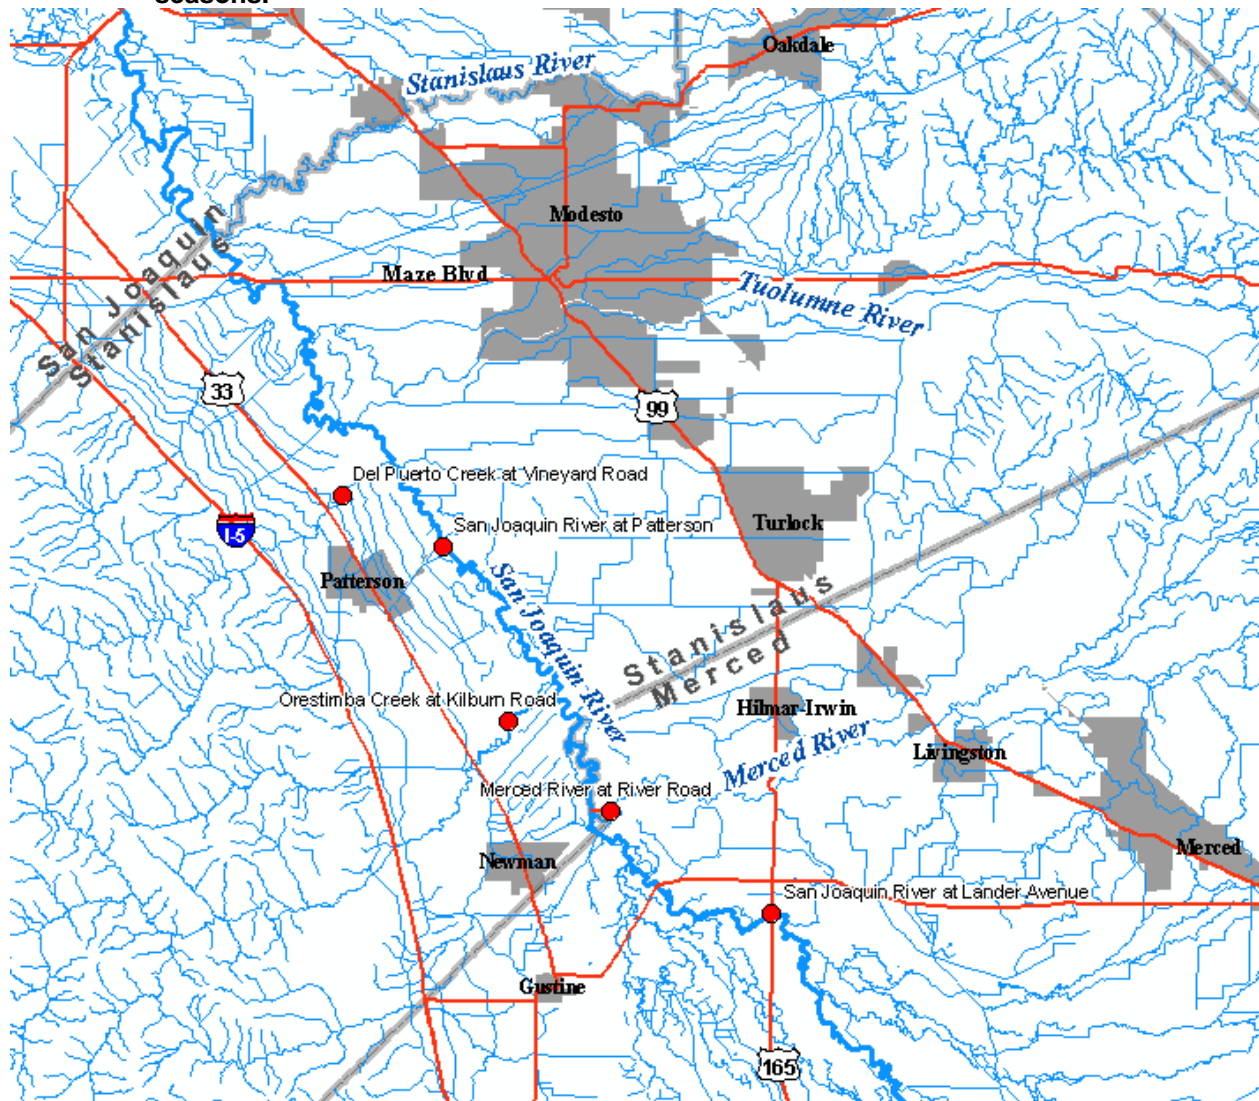 seasons.
Oakdale
Stanislaus River
Modesto
San Joaquin
Stanislaus
Maze Blvd
Tuolumne River
33
99
Del Puerto Creek at Vineyard Road
San Joaquin River at Patterson
Turlock
I-5
Patterson
San Joaquin River
Stanislaus
Merced
Orestimba Creek at Kilburn Road
Hilmar-Irwin
Merced River
Livingston
Merced River at River Road
Newman
Merced
San Joaquin River at Lander Avenue
Gustine
165